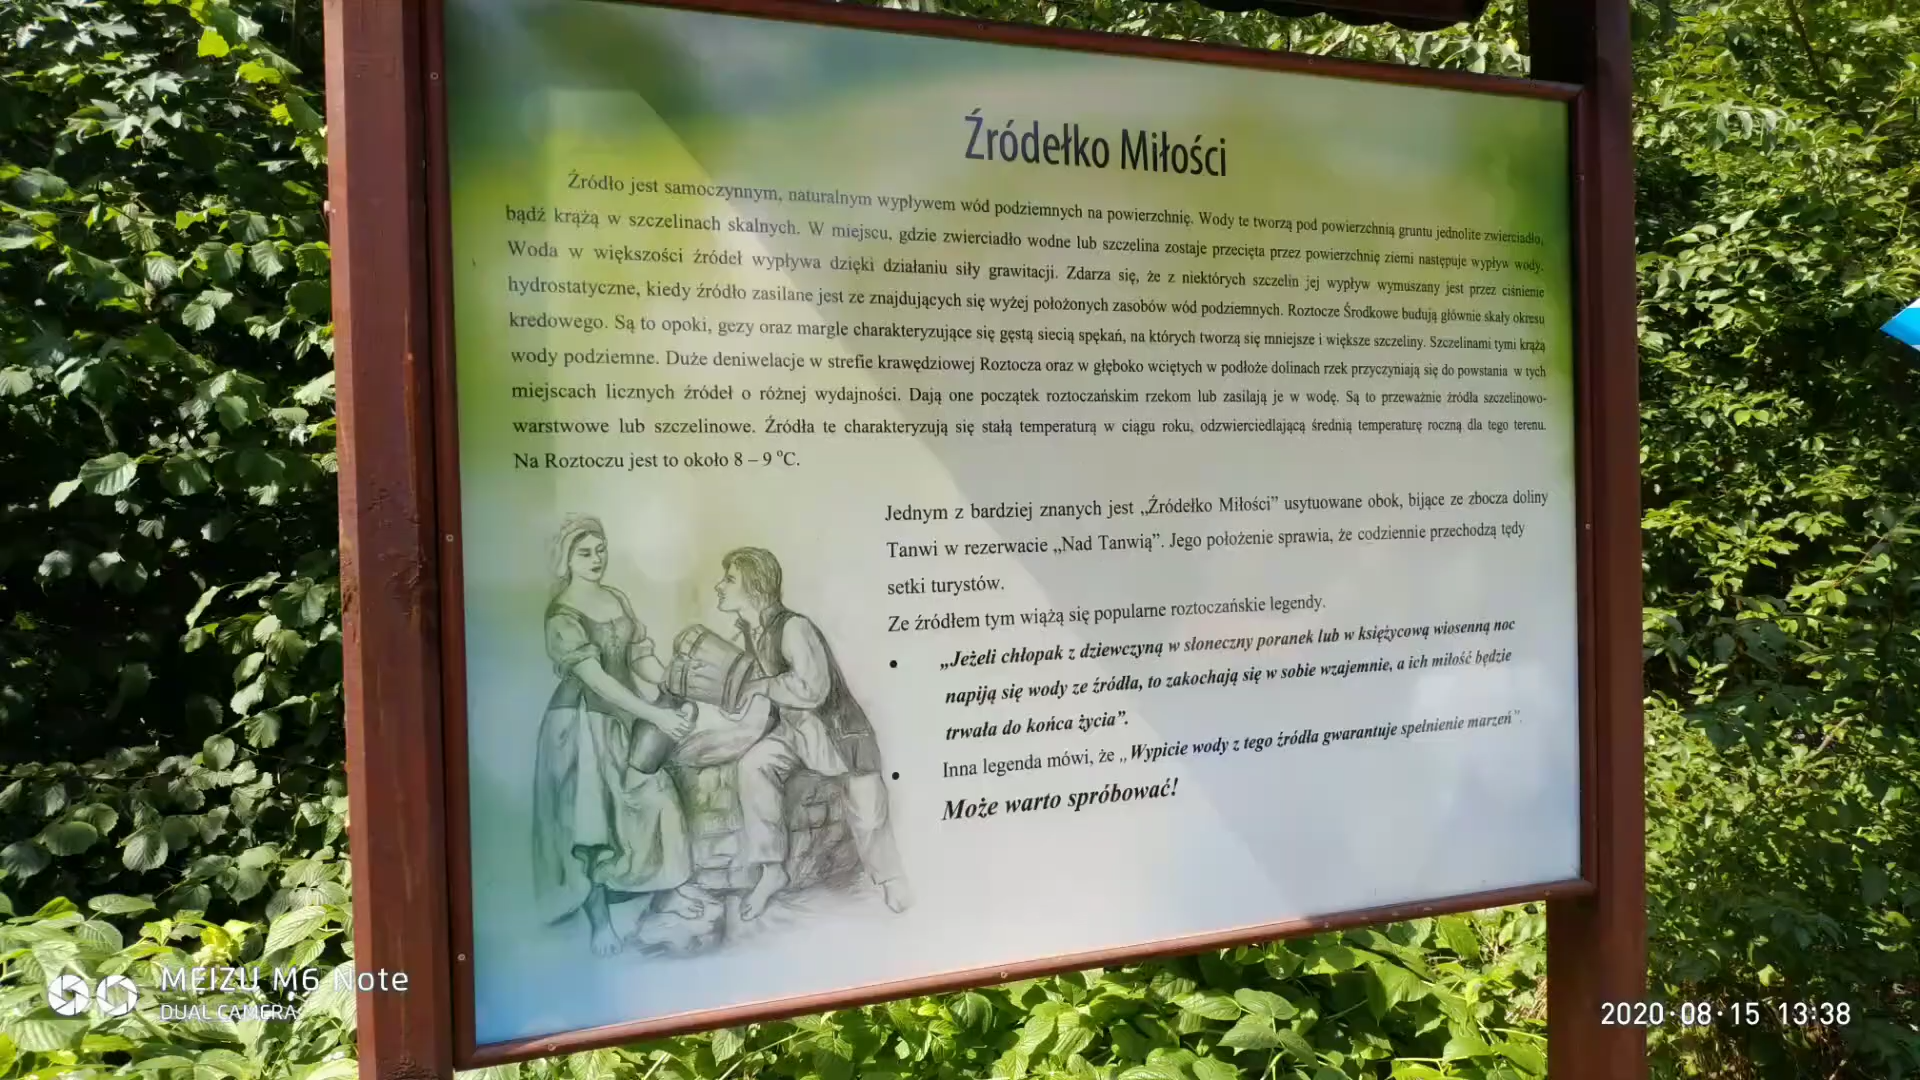 Źródełko Miłości
Źródło jest samoczynnym, naturalnym wypływem wód podziemnych na powierzchnię. Wody te tworzą pod powierzchnią gruntu jednolite zwierciadło,
bądź krążą w szczelinach skalnych. W miejscu, gdzie zwierciadło wodne lub szczelina zostaje przecięta przez powierzchnię ziemi następuje wypływ wody.
Woda w większości źródeł wypływa dzięki działaniu siły grawitacji. Zdarza się, że z niektórych szczelin jej wypływ wymuszany jest przez ciśnienie
hydrostatyczne, kiedy źródło zasilane jest ze znajdujących się wyżej położonych zasobów wód podziemnych. Roztocze Środkowe budują głównie skały okresu
kredowego. Są to opoki, gezy oraz margle charakteryzujące się gęstą siecią spękań, na których tworzą się mniejsze i większe szczeliny. Szczelinami tymi krążą
wody podziemne. Duże deniwelacje w strefie krawędziowej Roztocza oraz w głęboko wciętych w podłoże dolinach rzek przyczyniają się do powstania w tych
miejscach licznych źródeł o różnej wydajności. Dają one początek roztoczańskim rzekom lub zasilają je w wodę. Są to przeważnie źródła szczelinowo-
warstwowe lub szczelinowe. Źródła te charakteryzują się stałą temperaturą w ciągu roku, odzwierciedlającą średnią temperaturę roczną dla tego terenu.
Na Roztoczu jest to około 8 – 9 °C.
Jednym z bardziej znanych jest „Źródełko Miłości” usytuowane obok, bijące ze zbocza doliny
Tanwi w rezerwacie „Nad Tanwią”. Jego położenie sprawia, że codziennie przechodzą tędy
setki turystów.
Ze źródłem tym wiążą się popularne roztoczańskie legendy.
• „Jeżeli chłopak z dziewczyną w słoneczny poranek lub w księżycową wiosenną noc
napiją się wody ze źródła, to zakochają się w sobie wzajemnie, a ich miłość będzie
trwała do końca życia”.
• Inna legenda mówi, że „Wypicie wody z tego źródła gwarantuje spełnienie marzeń”.
Może warto spróbować!
MEIZU M6 Note
DUAL CAMERA
2020·08·15 13:38